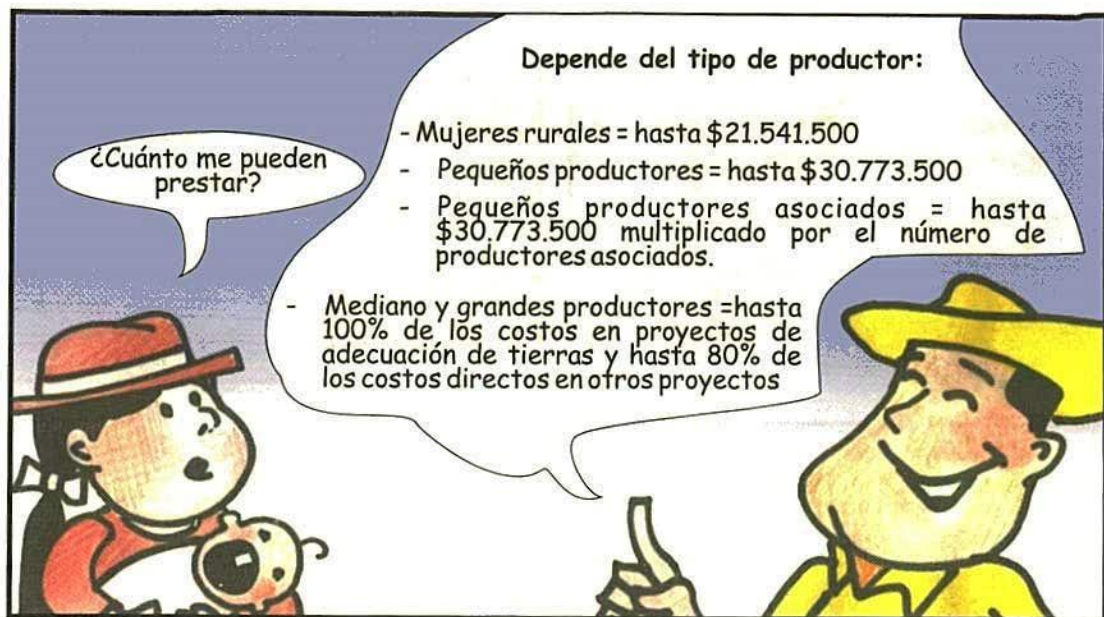 ¿Cuánto me pueden
prestar?
Depende del tipo de productor:
- Mujeres rurales = hasta $21.541.500
- Pequeños productores = hasta $30.773.500
- Pequeños productores asociados = hasta
$30.773.500 multiplicado por el número de
productores asociados.
- Mediano y grandes productores =hasta
100% de los costos en proyectos de
adecuación de tierras y hasta 80% de
los costos directos en otros proyectos